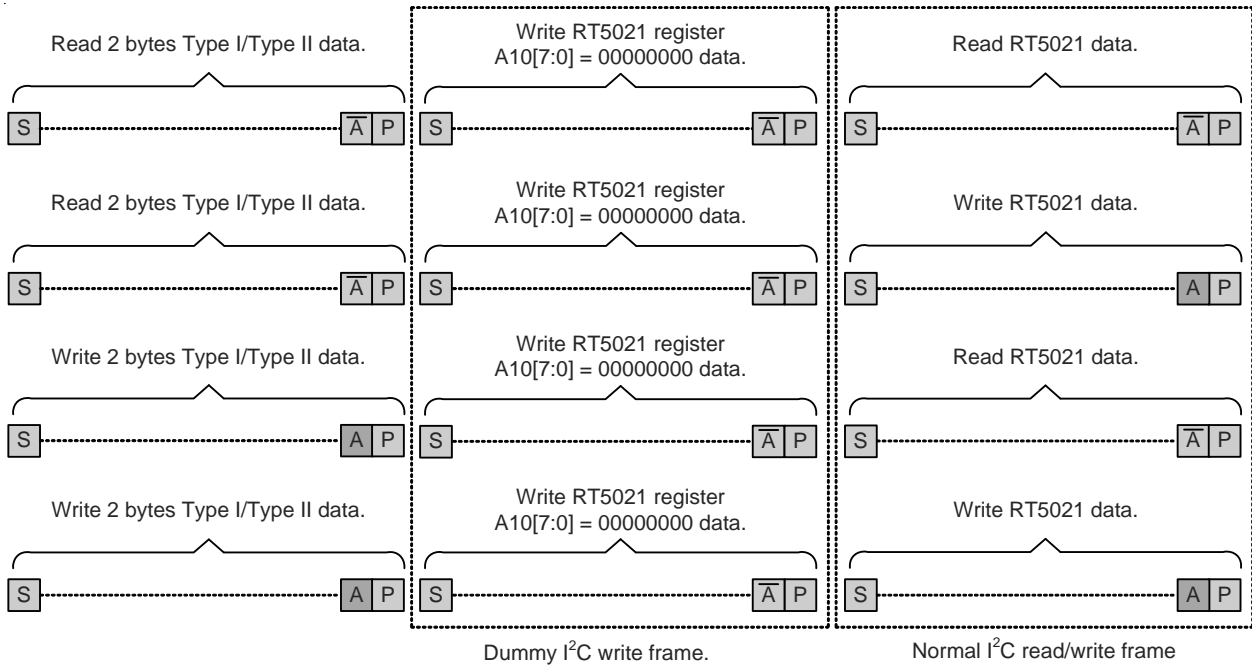 Read 2 bytes Type I/Type II data.
Write RT5021 register
A10[7:0] = 00000000 data.
Read RT5021 data.
S A̅ P S A̅ P S A̅ P
Read 2 bytes Type I/Type II data.
Write RT5021 register
A10[7:0] = 00000000 data.
Write RT5021 data.
S A̅ P S A̅ P S A P
Write 2 bytes Type I/Type II data.
Write RT5021 register
A10[7:0] = 00000000 data.
Read RT5021 data.
S A P S A̅ P S A̅ P
Write 2 bytes Type I/Type II data.
Write RT5021 register
A10[7:0] = 00000000 data.
Write RT5021 data.
S A P S A̅ P S A P
Dummy I²C write frame.
Normal I²C read/write frame